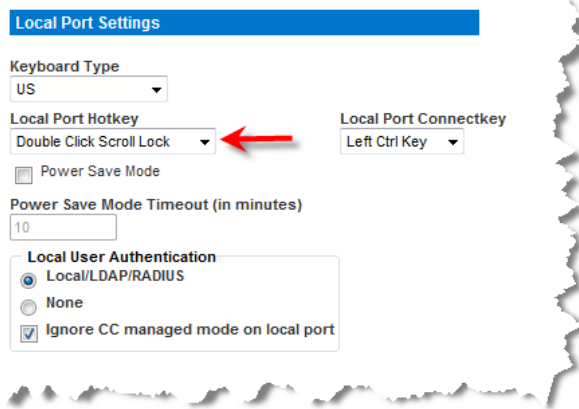 Local Port Settings
Keyboard Type
US
Local Port Hotkey
Local Port Connectkey
Double Click Scroll Lock
Left Ctrl Key
Power Save Mode
Power Save Mode Timeout (in minutes)
10
Local User Authentication
Local/LDAP/RADIUS
None
Ignore CC managed mode on local port